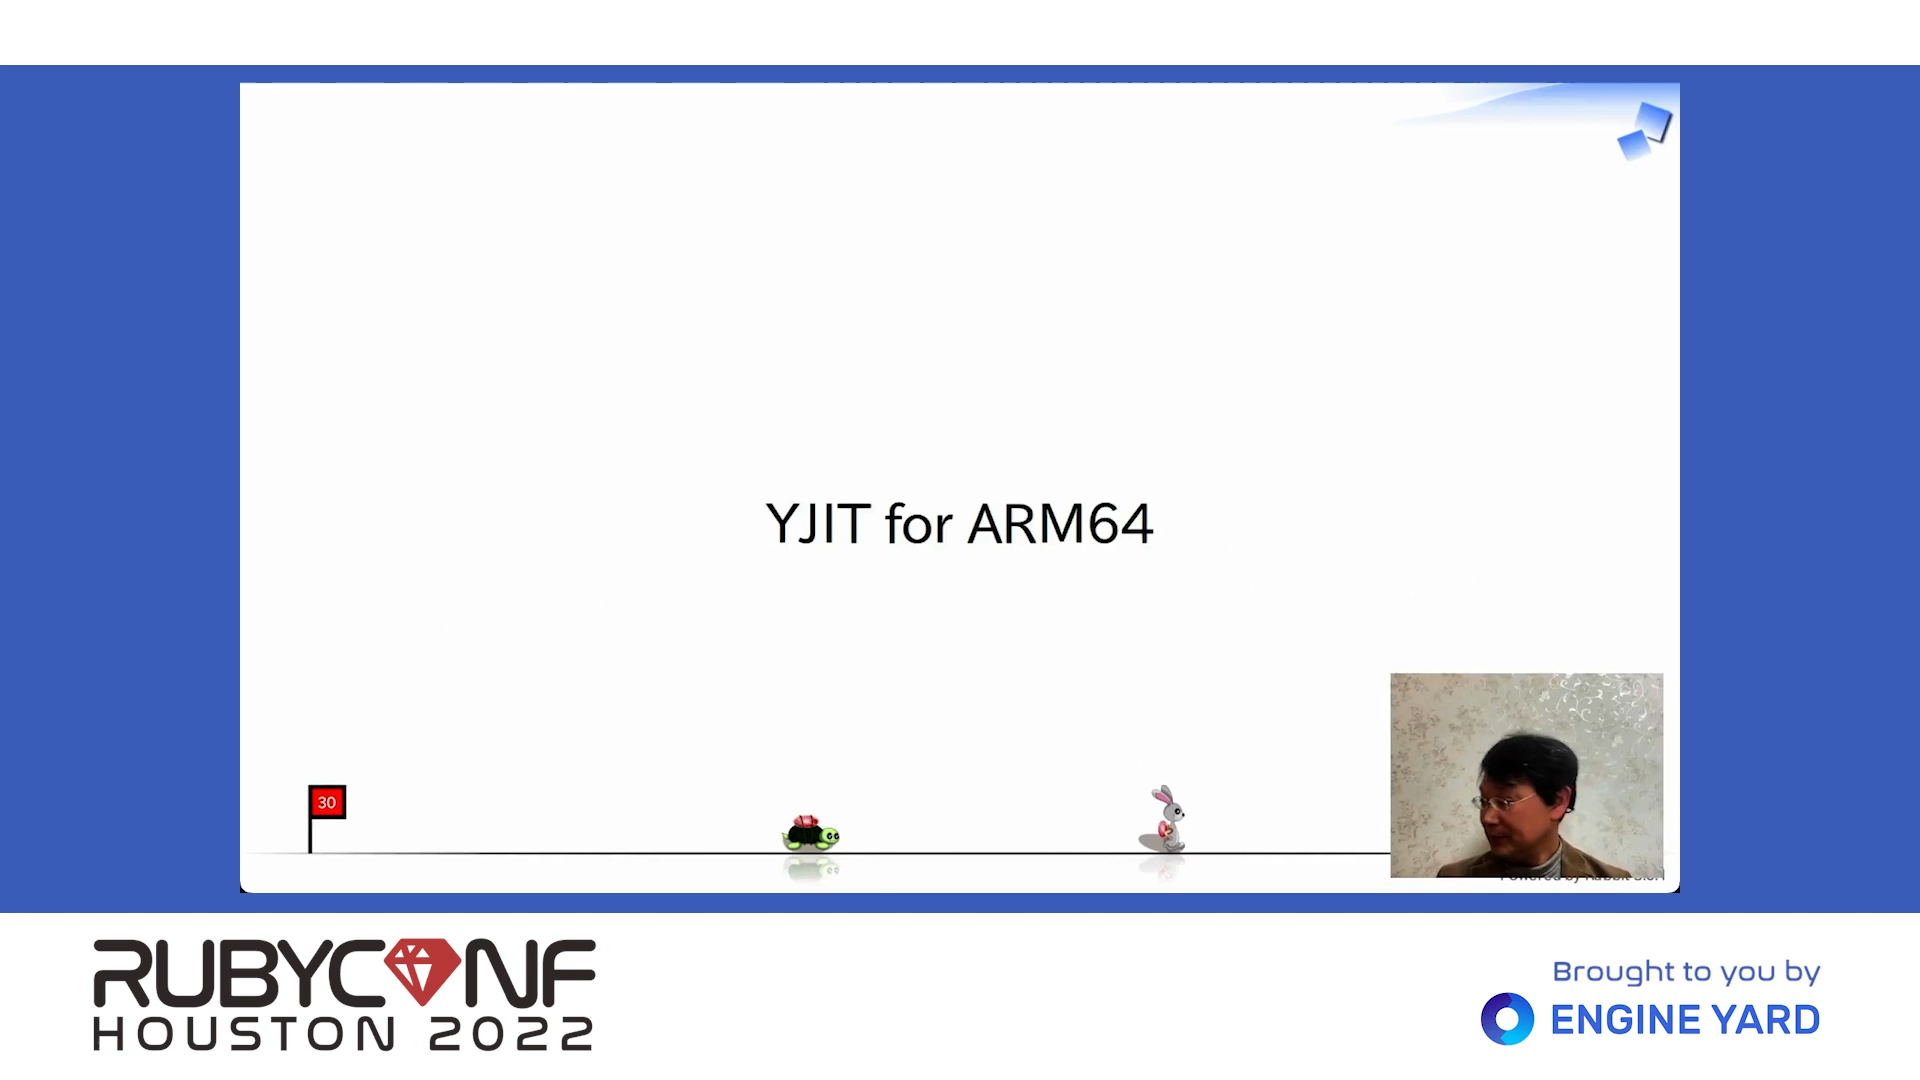 YJIT for ARM64
30
RUBYCONF
HOUSTON 2022
Brought to you by
ENGINE YARD